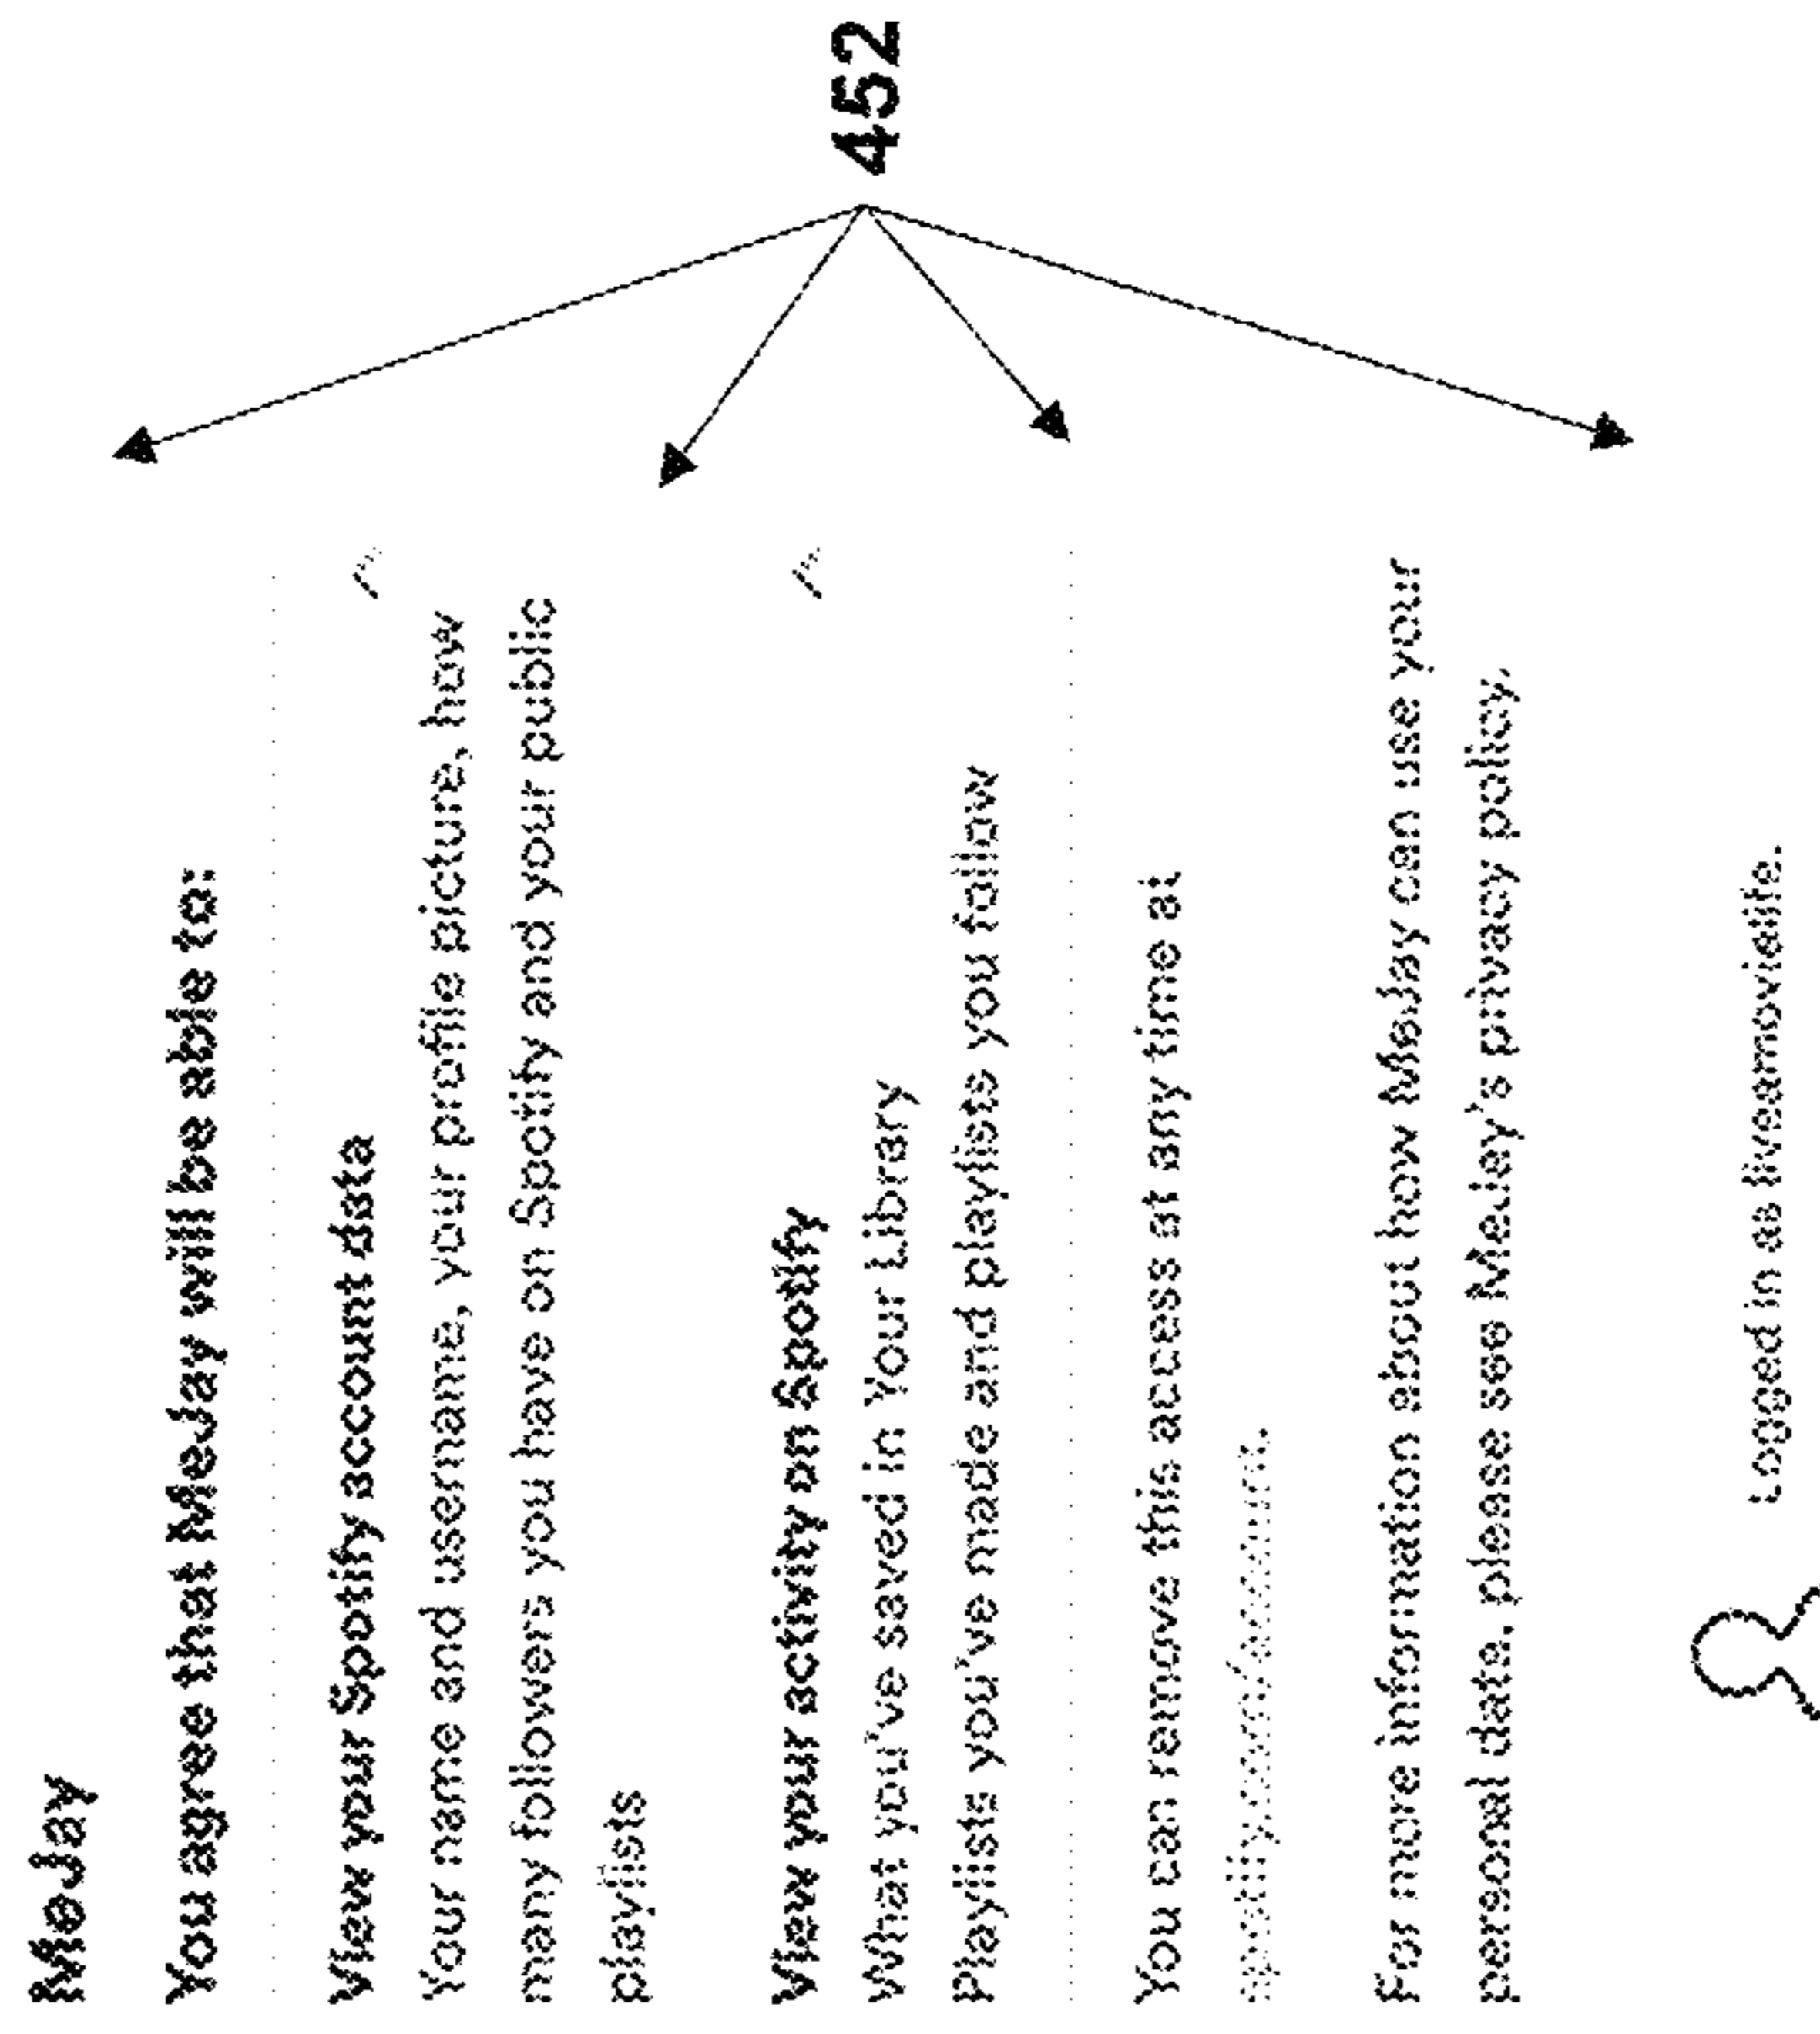 MeJay
You agree that MeJay will be able to:
View your Spotify account data
Your name and username, your profile picture, how
many followers you have on Spotify and your public
playlists
View your activity on Spotify
What you've saved in Your Library
Playlists you've made and playlists you follow
You can remove this access at any time at
spotify.com/account.
For more information about how MeJay can use your
personal data, please see MeJay's privacy policy.
Logged in as liveamovielife.
452